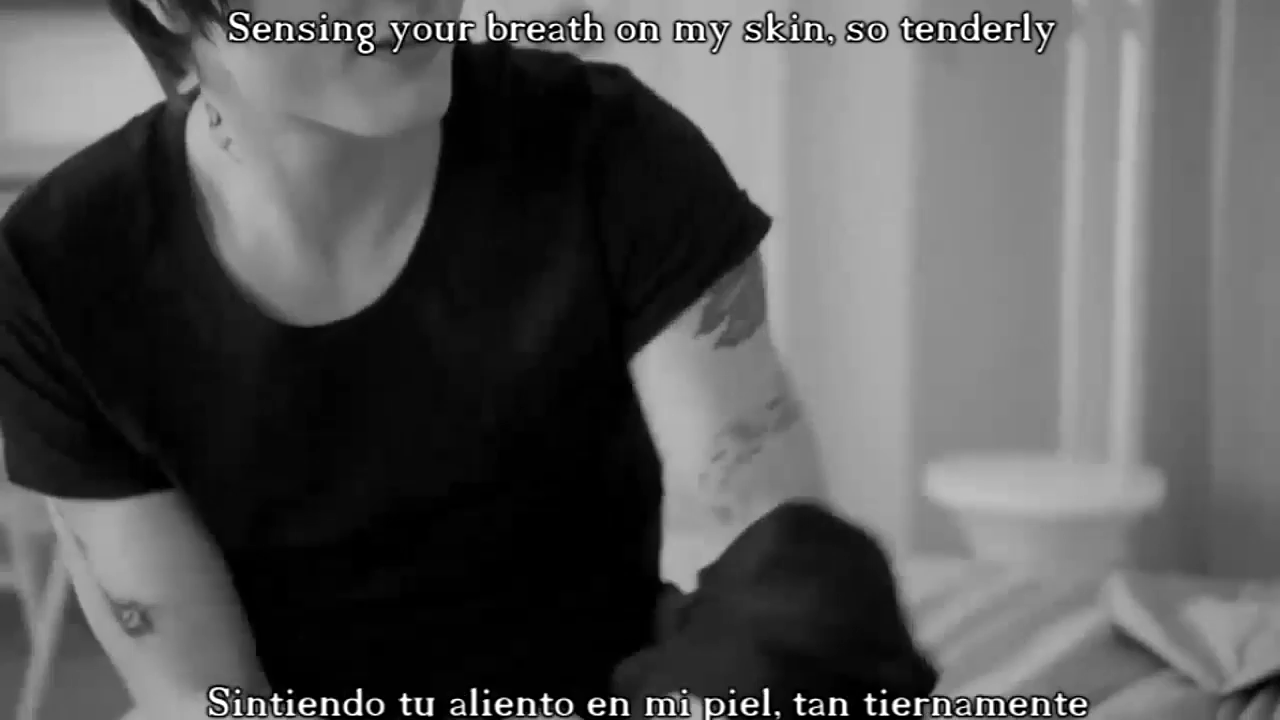 Sensing your breath on my skin, so tenderly
Sintiendo tu aliento en mi piel, tan tiernamente